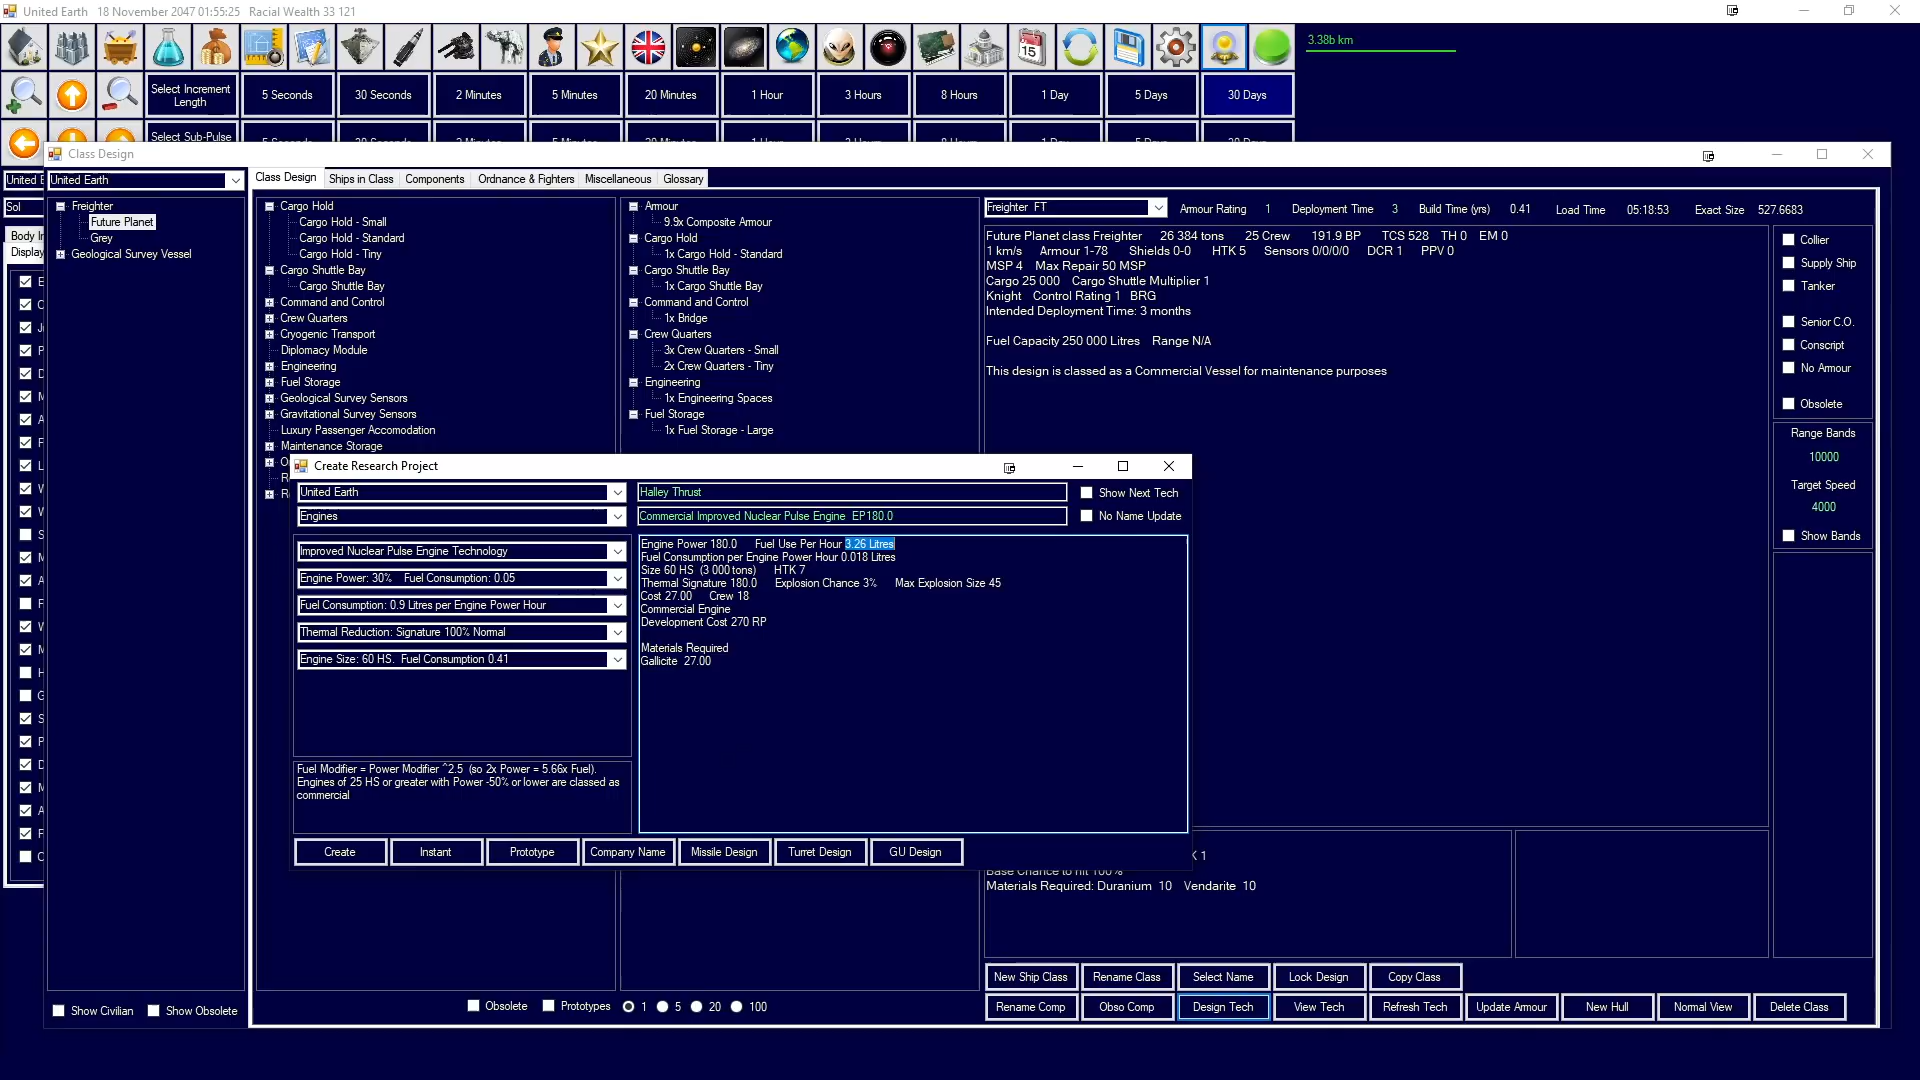 United Earth   18 November 2047 01:55:25   Racial Wealth 33 121
3.38b km
Select Increment Length
5 Seconds
30 Seconds
2 Minutes
5 Minutes
20 Minutes
1 Hour
3 Hours
8 Hours
1 Day
5 Days
30 Days
Select Sub-Pulse
Class Design
United E
Sol
Body In
Display
United Earth
Freighter
Future Planet
Grey
Geological Survey Vessel
Show Civilian
Show Obsolete
Class Design
Ships in Class
Components
Ordnance & Fighters
Miscellaneous
Glossary
Cargo Hold
Cargo Hold - Small
Cargo Hold - Standard
Cargo Hold - Tiny
Cargo Shuttle Bay
Cargo Shuttle Bay
Command and Control
Crew Quarters
Cryogenic Transport
Diplomacy Module
Engineering
Fuel Storage
Geological Survey Sensors
Gravitational Survey Sensors
Luxury Passenger Accomodation
Maintenance Storage
Armour
9.9x Composite Armour
Cargo Hold
1x Cargo Hold - Standard
Cargo Shuttle Bay
1x Cargo Shuttle Bay
Command and Control
1x Bridge
Crew Quarters
3x Crew Quarters - Small
2x Crew Quarters - Tiny
Engineering
1x Engineering Spaces
Fuel Storage
1x Fuel Storage - Large
Freighter  FT
Armour Rating   1   Deployment Time   3   Build Time (yrs)   0.41   Load Time   05:18:53   Exact Size   527.6683
Future Planet class Freighter   26 384 tons   25 Crew   191.9 BP   TCS 528   TH 0   EM 0
1 km/s   Armour 1-78   Shields 0-0   HTK 5   Sensors 0/0/0/0   DCR 1   PPV 0
MSP 4   Max Repair 50 MSP
Cargo 25 000   Cargo Shuttle Multiplier 1
Knight   Control Rating 1   BRG
Intended Deployment Time: 3 months
Fuel Capacity 250 000 Litres   Range N/A
This design is classed as a Commercial Vessel for maintenance purposes
Collier
Supply Ship
Tanker
Senior C.O.
Conscript
No Armour
Obsolete
Range Bands
10000
Target Speed
4000
Show Bands
Create Research Project
United Earth
Engines
Halley Thrust
Commercial Improved Nuclear Pulse Engine  EP180.0
Show Next Tech
No Name Update
Improved Nuclear Pulse Engine Technology
Engine Power: 30%   Fuel Consumption: 0.05
Fuel Consumption: 0.9 Litres per Engine Power Hour
Thermal Reduction: Signature 100% Normal
Engine Size: 60 HS.  Fuel Consumption 0.41
Engine Power 180.0   Fuel Use Per Hour 3.26 Litres
Fuel Consumption per Engine Power Hour 0.018 Litres
Size 60 HS  (3 000 tons)   HTK 7
Thermal Signature 180.0   Explosion Chance 3%   Max Explosion Size 45
Cost 27.00   Crew 18
Commercial Engine
Development Cost 270 RP
Materials Required
Gallicite  27.00
Fuel Modifier = Power Modifier ^2.5  (so 2x Power = 5.66x Fuel).
Engines of 25 HS or greater with Power -50% or lower are classed as
commercial
Create
Instant
Prototype
Company Name
Missile Design
Turret Design
GU Design
Base Chance to hit 100%
Materials Required: Duranium  10   Vendarite  10
Obsolete
Prototypes
1
5
20
100
New Ship Class
Rename Class
Select Name
Lock Design
Copy Class
Rename Comp
Obso Comp
Design Tech
View Tech
Refresh Tech
Update Armour
New Hull
Normal View
Delete Class